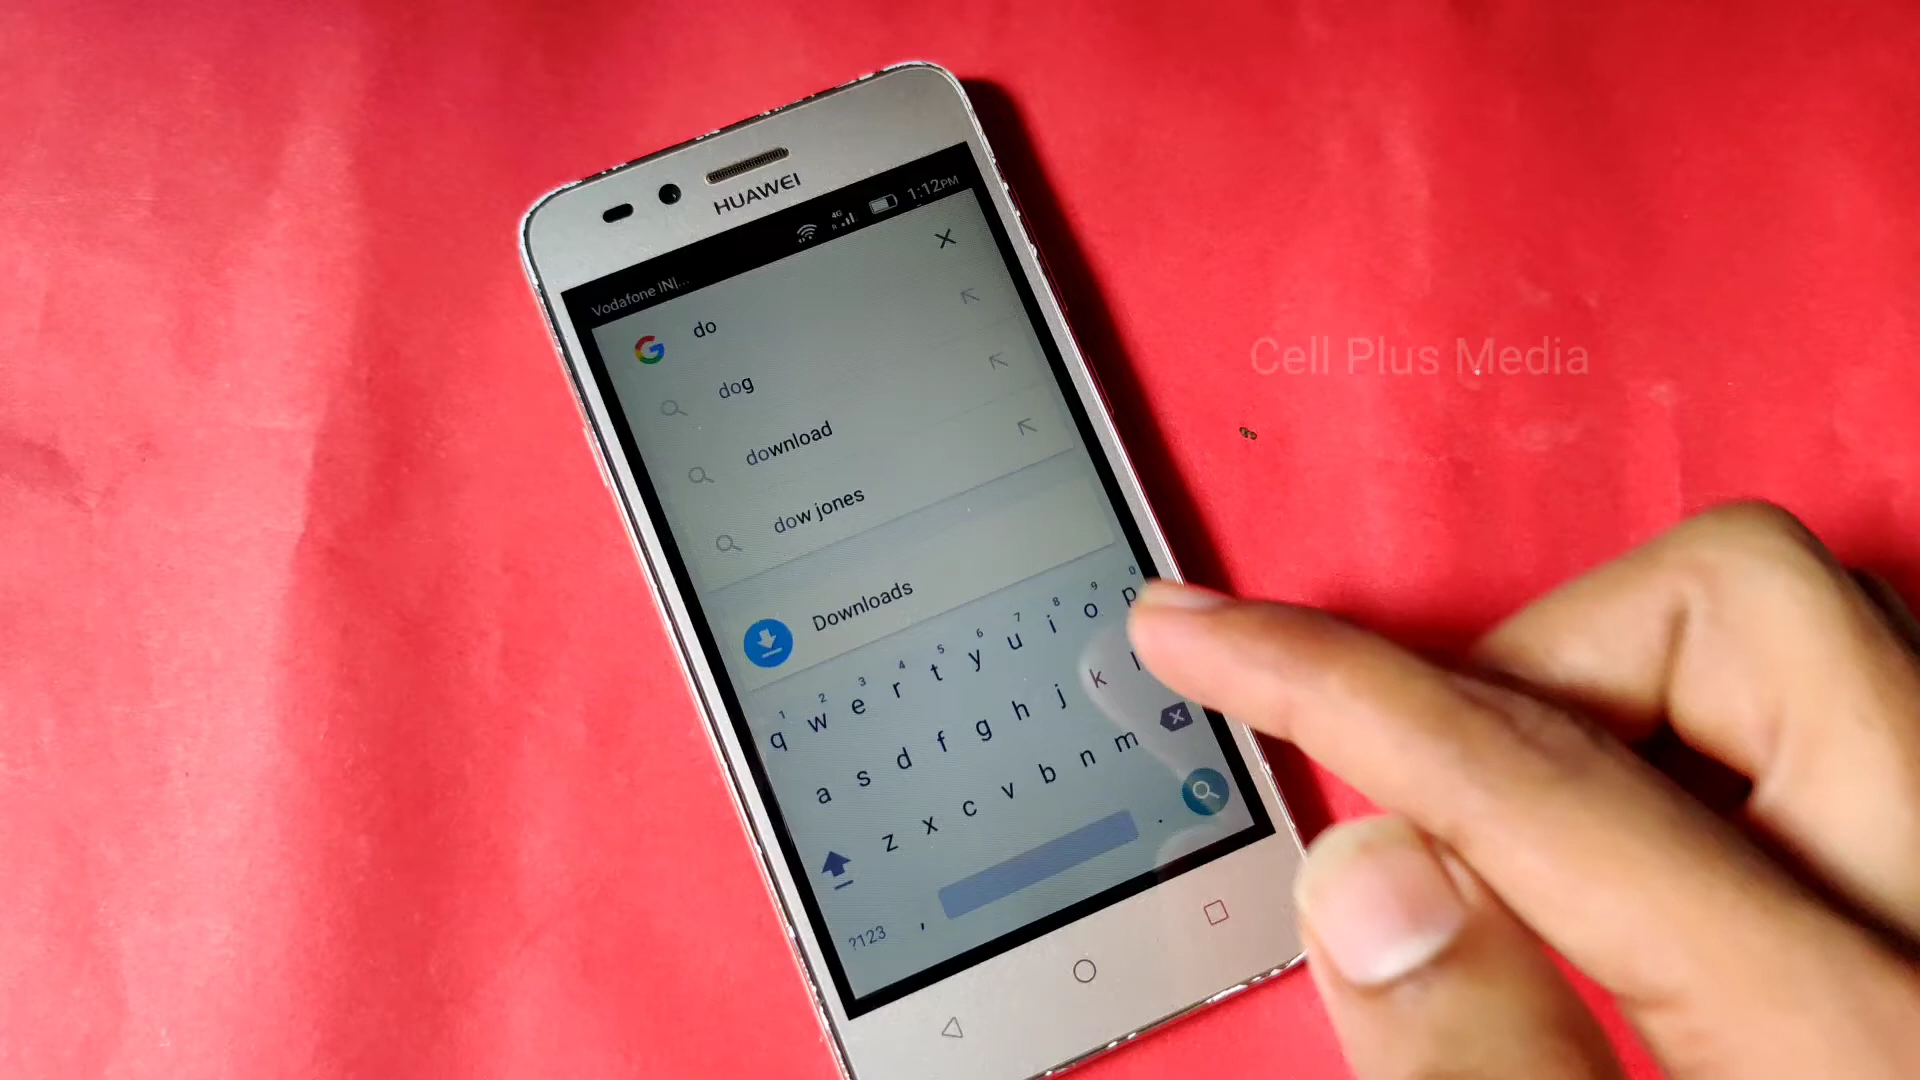 HUAWEI
Vodafone IN|...
4G
R
1:12PM
do
dog
download
dow jones
Downloads
1 2 3 4 5 6 7 8 9 0
q w e r t y u i o p
a s d f g h j k l
z x c v b n m
?123 , .
Cell Plus Media